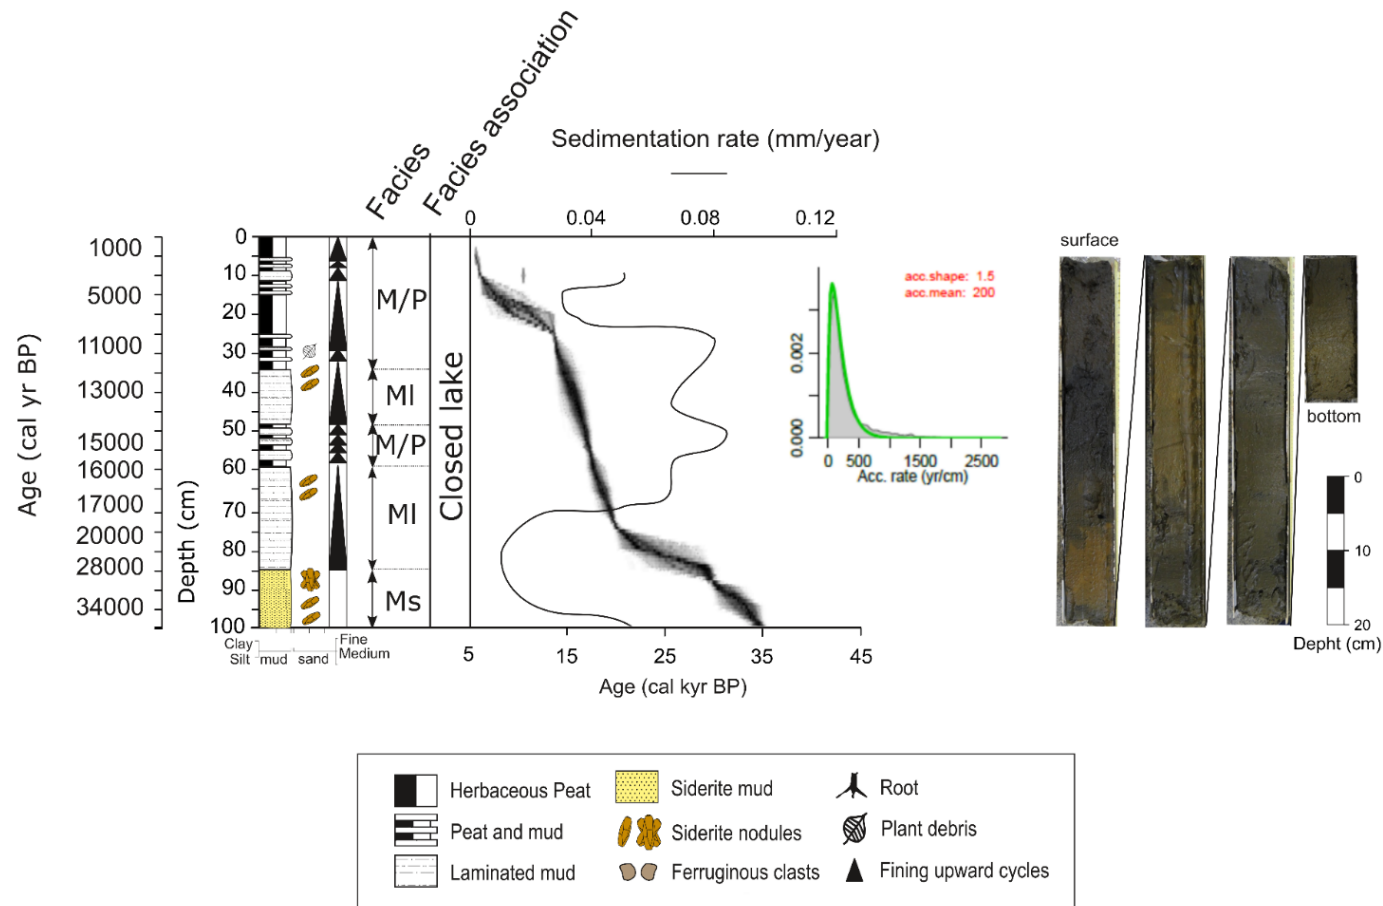 Facies
Facies association
Sedimentation rate (mm/year)
0 0.04 0.08 0.12
Age (cal yr BP)
1000
5000
11000
13000
15000
16000
17000
20000
28000
34000
Depth (cm)
0
10
20
30
40
50
60
70
80
90
100
M/P
Ml
M/P
Ml
Ms
Closed lake
Clay
Silt
mud
sand
Fine
Medium
5 15 25 35 45
Age (cal kyr BP)
acc.shape: 1.5
acc.mean: 200
0.002
0.000
0 500 1500 2500
Acc. rate (yr/cm)
surface
bottom
0
10
20
Depht (cm)
Herbaceous Peat
Peat and mud
Laminated mud
Siderite mud
Siderite nodules
Ferruginous clasts
Root
Plant debris
Fining upward cycles